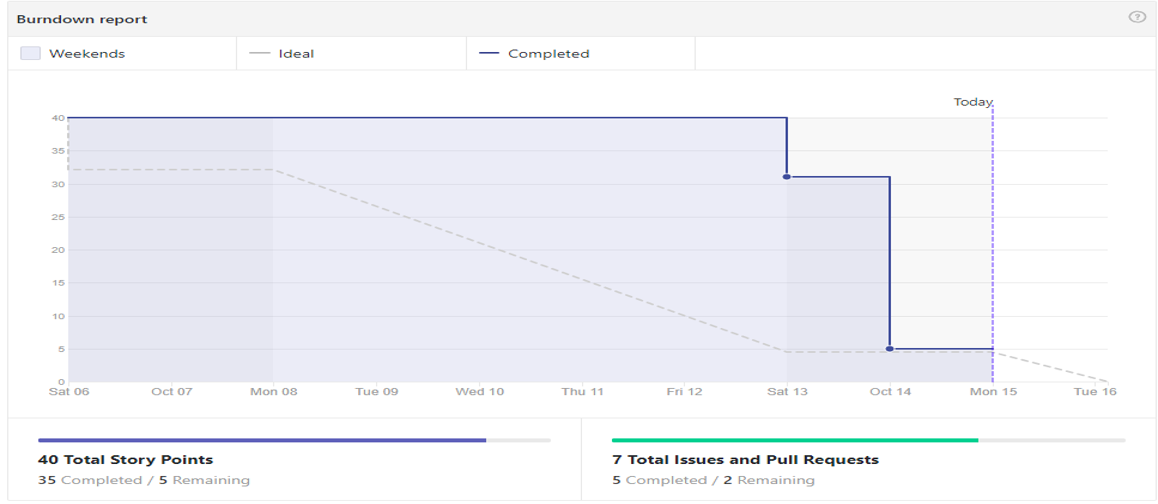 Burndown report
?
Weekends
Ideal
Completed
Today
40
35
30
25
20
15
10
5
0
Sat 06 Oct 07 Mon 08 Tue 09 Wed 10 Thu 11 Fri 12 Sat 13 Oct 14 Mon 15 Tue 16
40 Total Story Points
35 Completed / 5 Remaining
7 Total Issues and Pull Requests
5 Completed / 2 Remaining